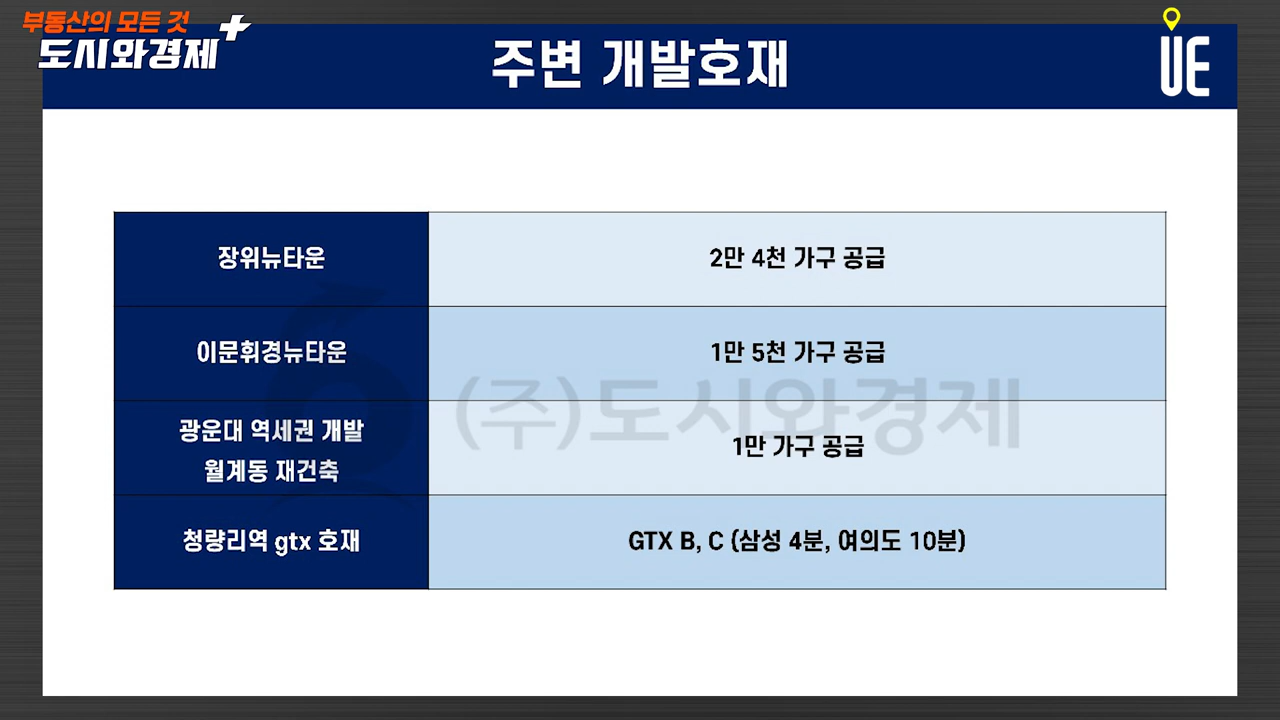 부동산의 모든 것
도시와경제
주변 개발호재
UE
장위뉴타운
2만 4천 가구 공급
이문휘경뉴타운
1만 5천 가구 공급
(주)도시와경제
광운대 역세권 개발
월계동 재건축
1만 가구 공급
청량리역 gtx 호재
GTX B, C (삼성 4분, 여의도 10분)